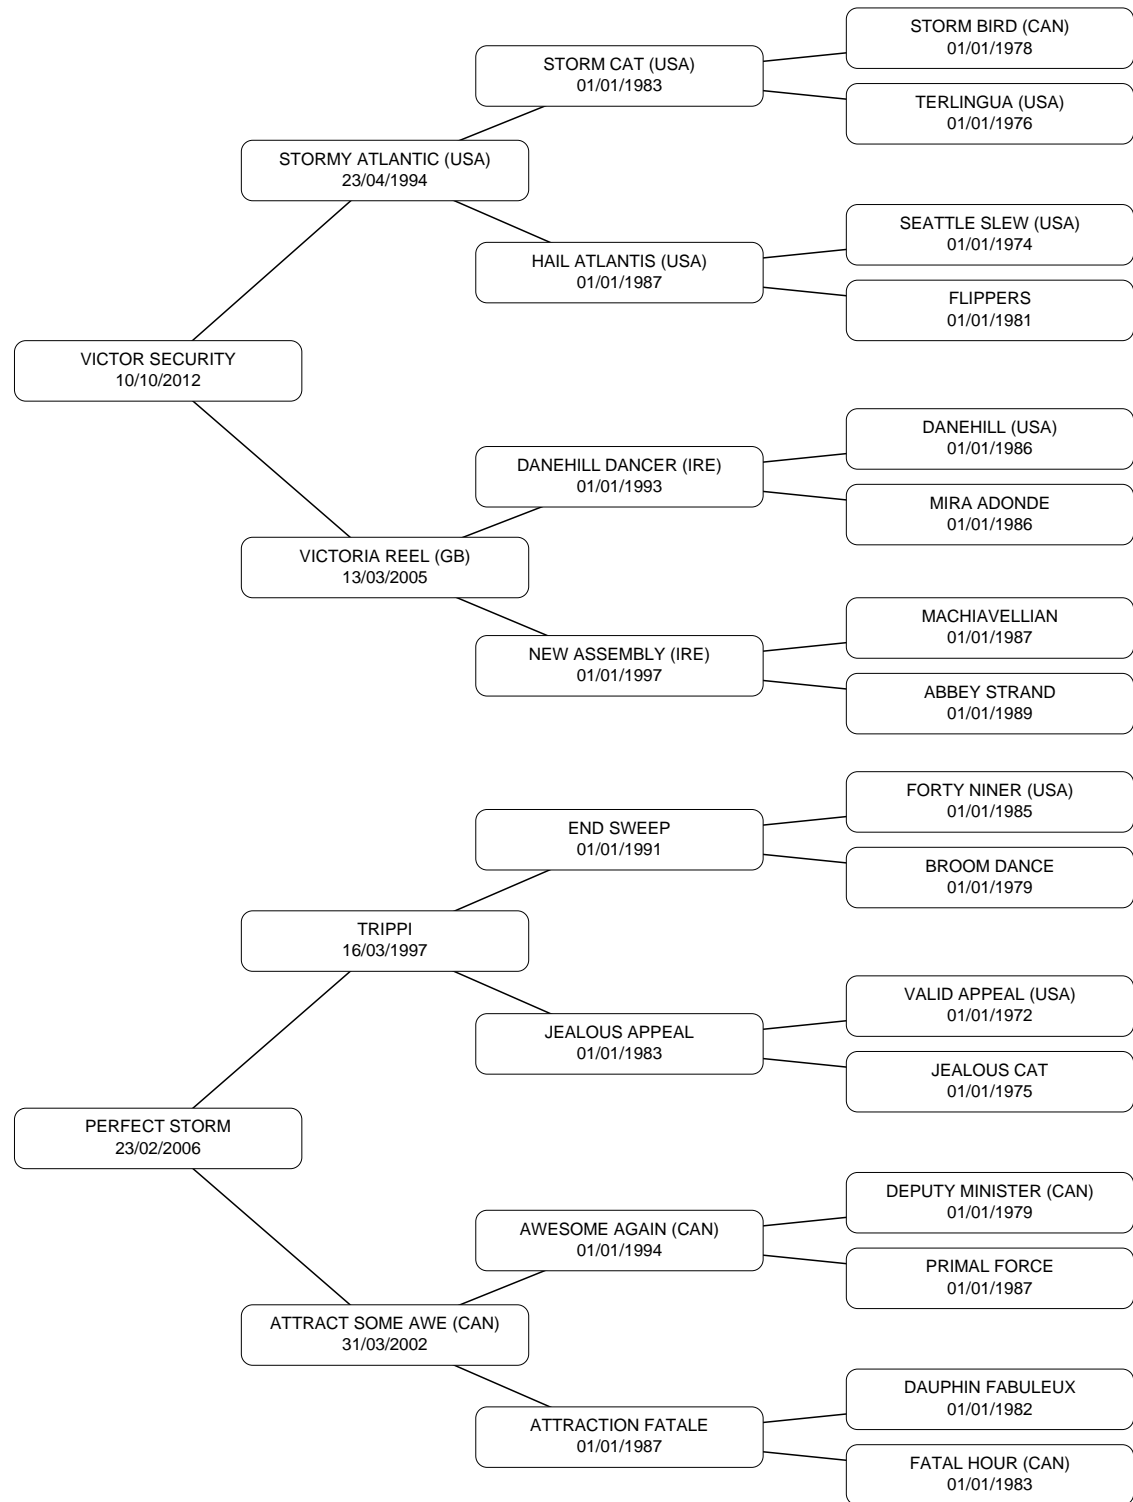 STORM BIRD (CAN)
01/01/1978
STORM CAT (USA)
01/01/1983
TERLINGUA (USA)
01/01/1976
STORMY ATLANTIC (USA)
23/04/1994
SEATTLE SLEW (USA)
01/01/1974
HAIL ATLANTIS (USA)
01/01/1987
FLIPPERS
01/01/1981
VICTOR SECURITY
10/10/2012
DANEHILL (USA)
01/01/1986
DANEHILL DANCER (IRE)
01/01/1993
MIRA ADONDE
01/01/1986
VICTORIA REEL (GB)
13/03/2005
MACHIAVELLIAN
01/01/1987
NEW ASSEMBLY (IRE)
01/01/1997
ABBEY STRAND
01/01/1989
FORTY NINER (USA)
01/01/1985
END SWEEP
01/01/1991
BROOM DANCE
01/01/1979
TRIPPI
16/03/1997
VALID APPEAL (USA)
01/01/1972
JEALOUS APPEAL
01/01/1983
JEALOUS CAT
01/01/1975
PERFECT STORM
23/02/2006
DEPUTY MINISTER (CAN)
01/01/1979
AWESOME AGAIN (CAN)
01/01/1994
PRIMAL FORCE
01/01/1987
ATTRACT SOME AWE (CAN)
31/03/2002
DAUPHIN FABULEUX
01/01/1982
ATTRACTION FATALE
01/01/1987
FATAL HOUR (CAN)
01/01/1983